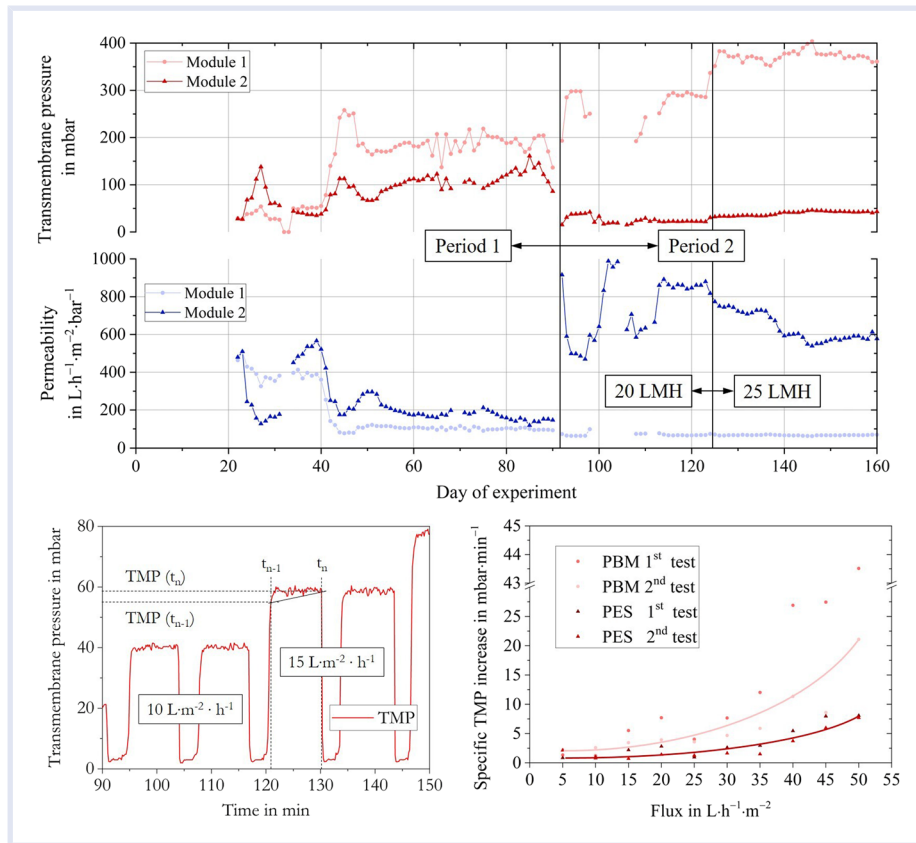 Transmembrane pressure
in mbar
400
300
200
100
0
Module 1
Module 2
Period 1
Period 2
Permeability
in L·h⁻¹·m⁻²·bar⁻¹
1000
800
600
400
200
0
Module 1
Module 2
20 LMH
25 LMH
0 20 40 60 80 100 120 140 160
Day of experiment
Transmembrane pressure in mbar
80
60
40
20
0
TMP (tₙ)
TMP (tₙ₋₁)
tₙ₋₁
tₙ
15 L·m⁻² · h⁻¹
10 L·m⁻² · h⁻¹
TMP
90 100 110 120 130 140 150
Time in min
Specific TMP increase in mbar·min⁻¹
45
44
43
25
20
15
10
5
0
PBM 1ˢᵗ test
PBM 2ⁿᵈ test
PES 1ˢᵗ test
PES 2ⁿᵈ test
0 5 10 15 20 25 30 35 40 45 50 55
Flux in L·h⁻¹·m⁻²